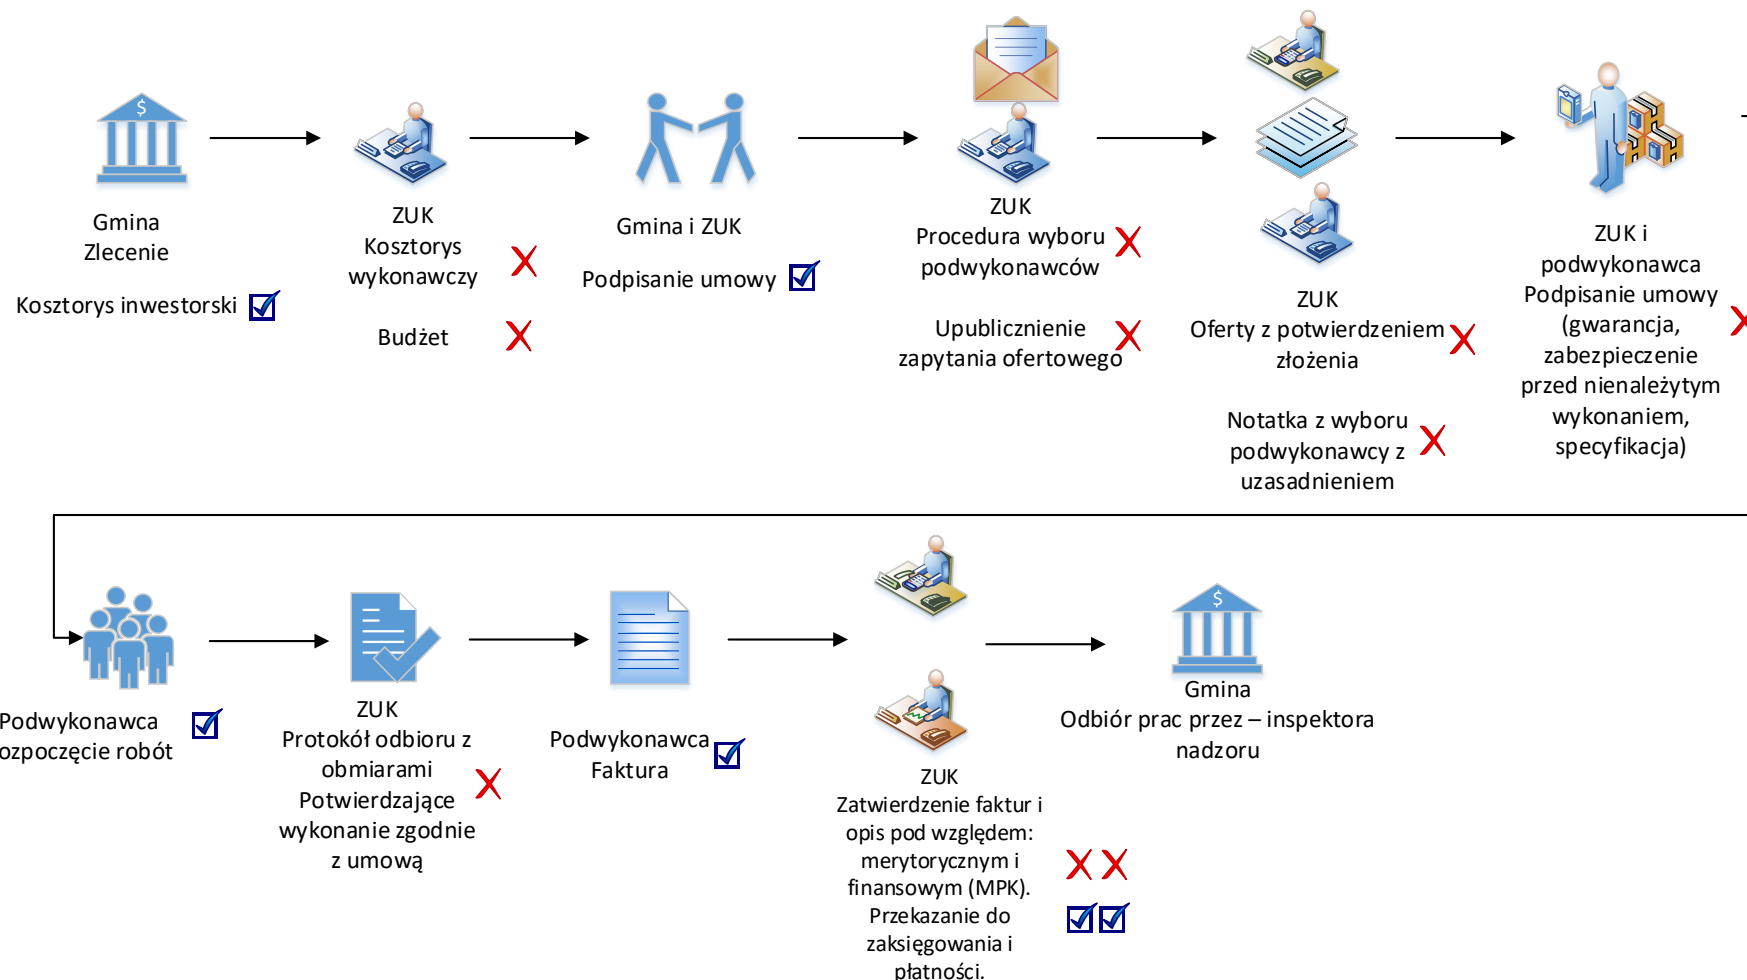 Gmina
Zlecenie
Kosztorys inwestorski
ZUK
Kosztorys
wykonawczy
Budżet
Gmina i ZUK
Podpisanie umowy
ZUK
Procedura wyboru
podwykonawców
Upublicznienie
zapytania ofertowego
ZUK
Oferty z potwierdzeniem
złożenia
Notatka z wyboru
podwykonawcy z
uzasadnieniem
ZUK i
podwykonawca
Podpisanie umowy
(gwarancja,
zabezpieczenie
przed nienależytym
wykonaniem,
specyfikacja)
Podwykonawca
ozpoczęcie robót
ZUK
Protokół odbioru z
obmiarami
Potwierdzające
wykonanie zgodnie
z umową
Podwykonawca
Faktura
ZUK
Zatwierdzenie faktur i
opis pod względem:
merytorycznym i
finansowym (MPK).
Przekazanie do
zaksięgowania i
płatności.
Gmina
Odbiór prac przez – inspektora
nadzoru